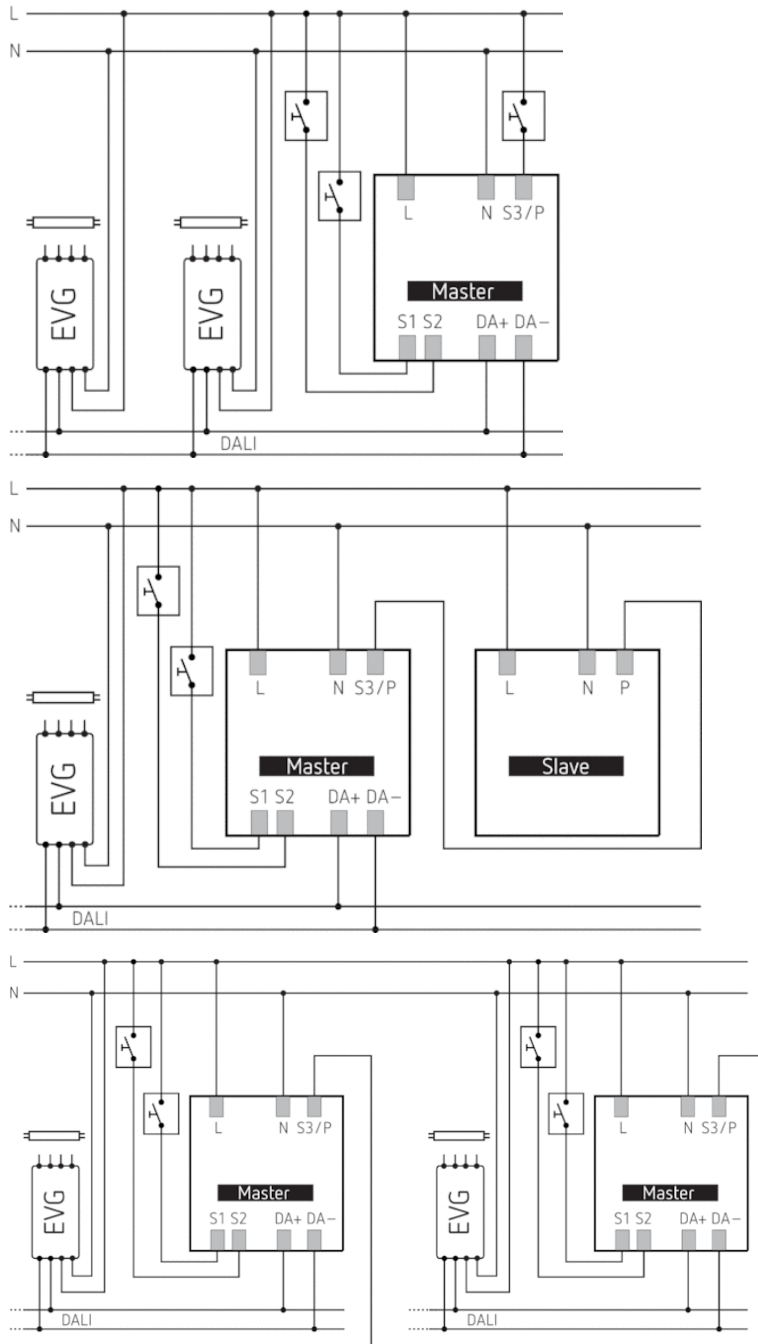 L
N
L N S3/P
EVG EVG
Master
S1 S2 DA+ DA−
DALI
L
N
L N S3/P L N P
EVG
Master Slave
S1 S2 DA+ DA−
DALI
L
N
L N S3/P L N S3/P
EVG Master EVG Master
S1 S2 DA+ DA− S1 S2 DA+ DA−
DALI DALI